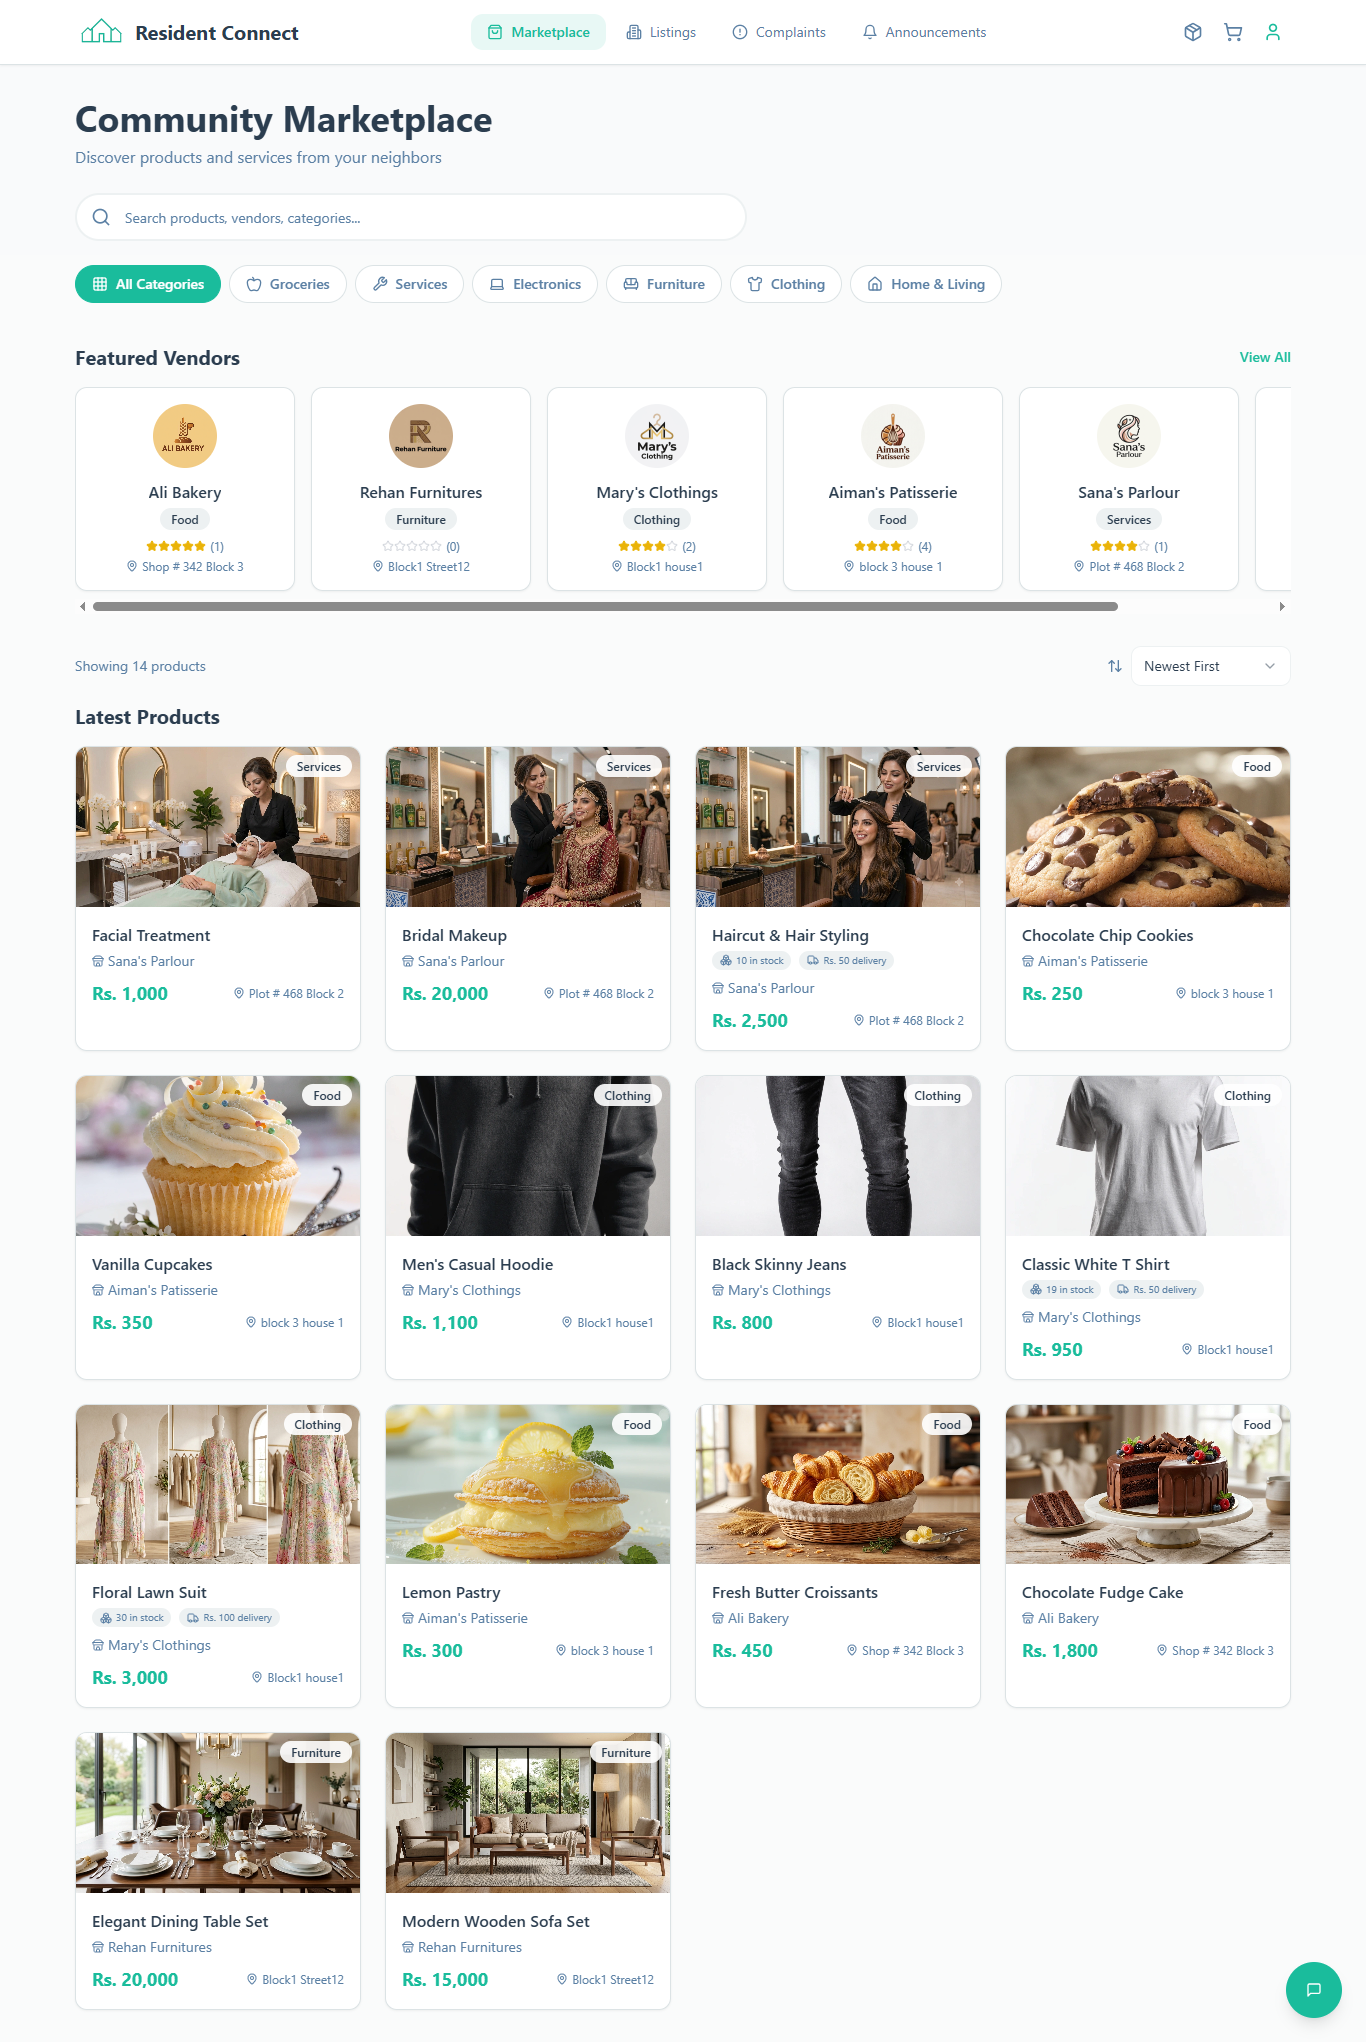 Resident Connect
Marketplace
Listings
Complaints
Announcements
Community Marketplace
Discover products and services from your neighbors
Search products, vendors, categories...
All Categories
Groceries
Services
Electronics
Furniture
Clothing
Home & Living
Featured Vendors
View All
ALI BAKERY
Ali Bakery
Food
(1)
Shop # 342 Block 3
R
Rehan Furniture
Rehan Furnitures
Furniture
(0)
Block1 Street12
M
Mary's
Clothing
Mary's Clothings
Clothing
(2)
Block1 house1
Aiman's
Patisserie
Aiman's Patisserie
Food
(4)
block 3 house 1
Sana's
Parlour
Sana's Parlour
Services
(1)
Plot # 468 Block 2
Showing 14 products
Newest First
Latest Products
Services
Facial Treatment
Sana's Parlour
Rs. 1,000
Plot # 468 Block 2
Services
Bridal Makeup
Sana's Parlour
Rs. 20,000
Plot # 468 Block 2
Services
Haircut & Hair Styling
10 in stock
Rs. 50 delivery
Sana's Parlour
Rs. 2,500
Plot # 468 Block 2
Food
Chocolate Chip Cookies
Aiman's Patisserie
Rs. 250
block 3 house 1
Food
Vanilla Cupcakes
Aiman's Patisserie
Rs. 350
block 3 house 1
Clothing
Men's Casual Hoodie
Mary's Clothings
Rs. 1,100
Block1 house1
Clothing
Black Skinny Jeans
Mary's Clothings
Rs. 800
Block1 house1
Clothing
Classic White T Shirt
19 in stock
Rs. 50 delivery
Mary's Clothings
Rs. 950
Block1 house1
Clothing
Floral Lawn Suit
30 in stock
Rs. 100 delivery
Mary's Clothings
Rs. 3,000
Block1 house1
Food
Lemon Pastry
Aiman's Patisserie
Rs. 300
block 3 house 1
Food
Fresh Butter Croissants
Ali Bakery
Rs. 450
Shop # 342 Block 3
Food
Chocolate Fudge Cake
Ali Bakery
Rs. 1,800
Shop # 342 Block 3
Furniture
Elegant Dining Table Set
Rehan Furnitures
Rs. 20,000
Block1 Street12
Furniture
Modern Wooden Sofa Set
Rehan Furnitures
Rs. 15,000
Block1 Street12